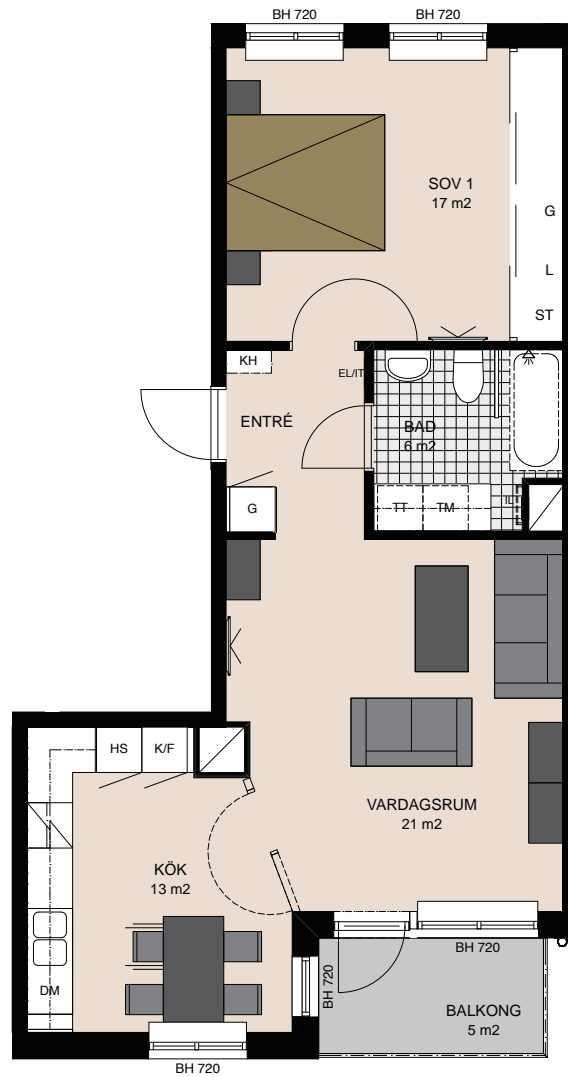 BH 720
BH 720
SOV 1
17 m2
G
L
ST
KH
EL/IT
ENTRÉ
BAD
6 m2
G
TT
TM
IL
HS
K/F
VARDAGSRUM
21 m2
KÖK
13 m2
DM
BH 720
BH 720
BALKONG
5 m2
BH 720